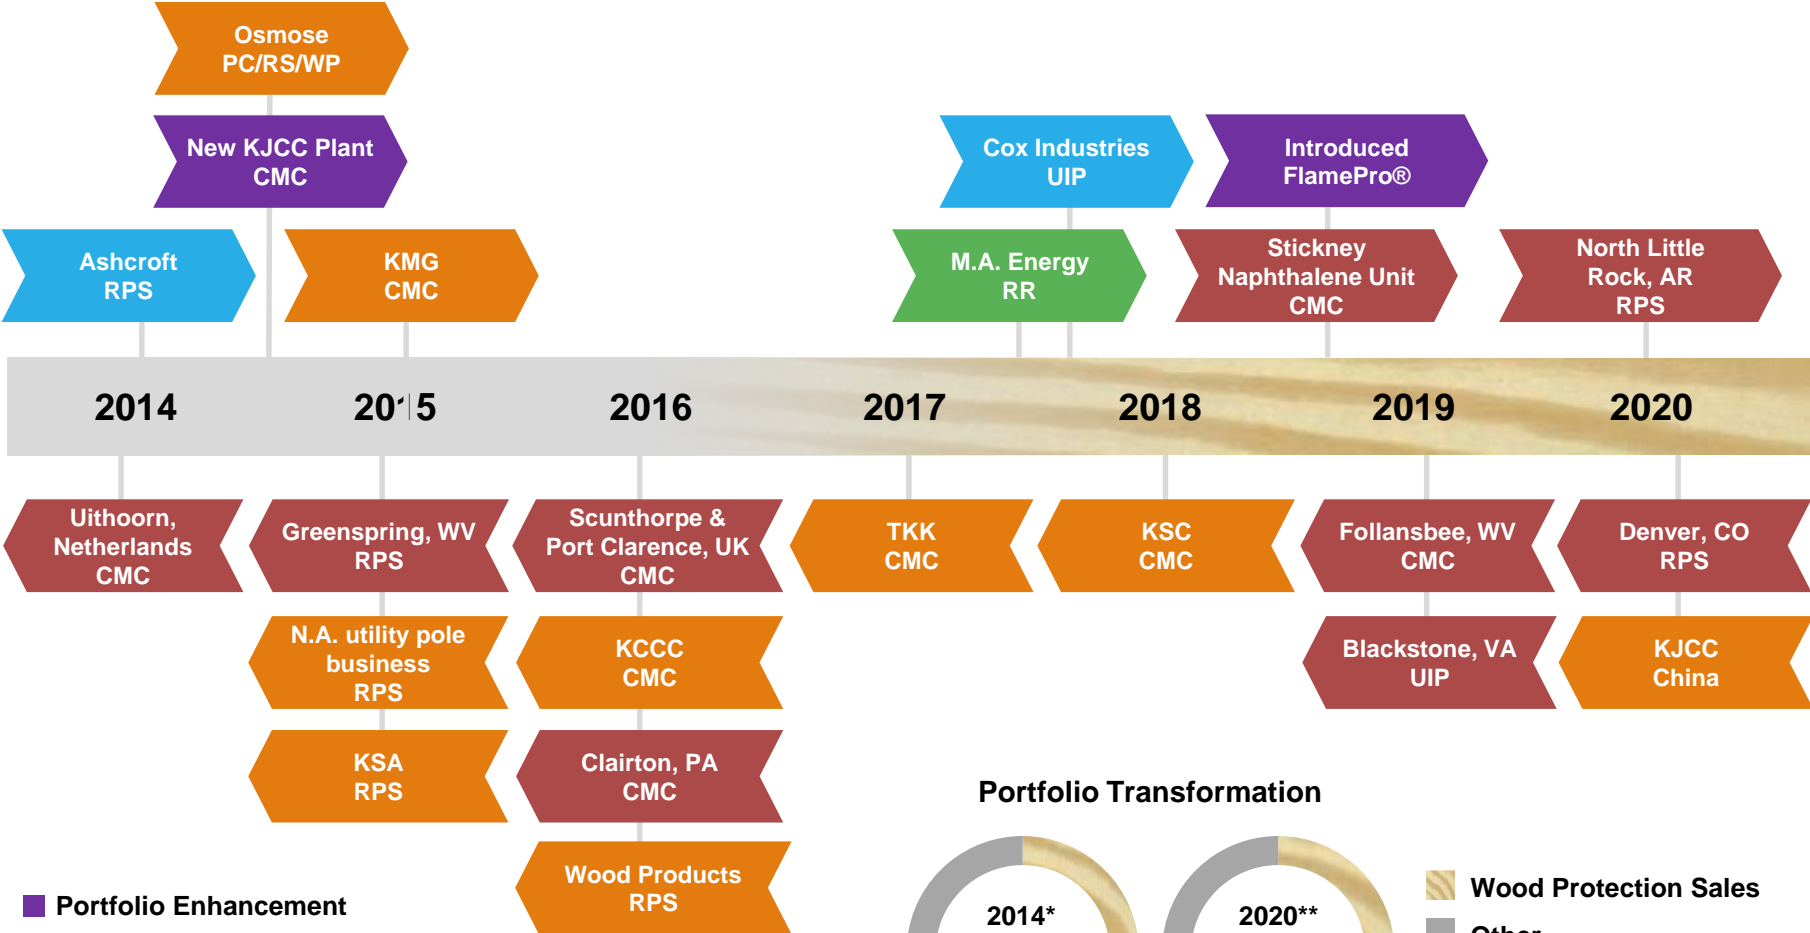 Osmose
PC/RS/WP
New KJCC Plant
CMC
Cox Industries
UIP
Introduced
FlamePro®
Ashcroft
RPS
KMG
CMC
M.A. Energy
RR
Stickney
Naphthalene Unit
CMC
North Little
Rock, AR
RPS
2014
2015
2016
2017
2018
2019
2020
Uithoorn,
Netherlands
CMC
Greenspring, WV
RPS
Scunthorpe &
Port Clarence, UK
CMC
TKK
CMC
KSC
CMC
Follansbee, WV
CMC
Denver, CO
RPS
N.A. utility pole
business
RPS
KCCC
CMC
Blackstone, VA
UIP
KJCC
China
KSA
RPS
Clairton, PA
CMC
Wood Products
RPS
Portfolio Enhancement
Portfolio Transformation
2014*
2020**
Wood Protection Sales
Other